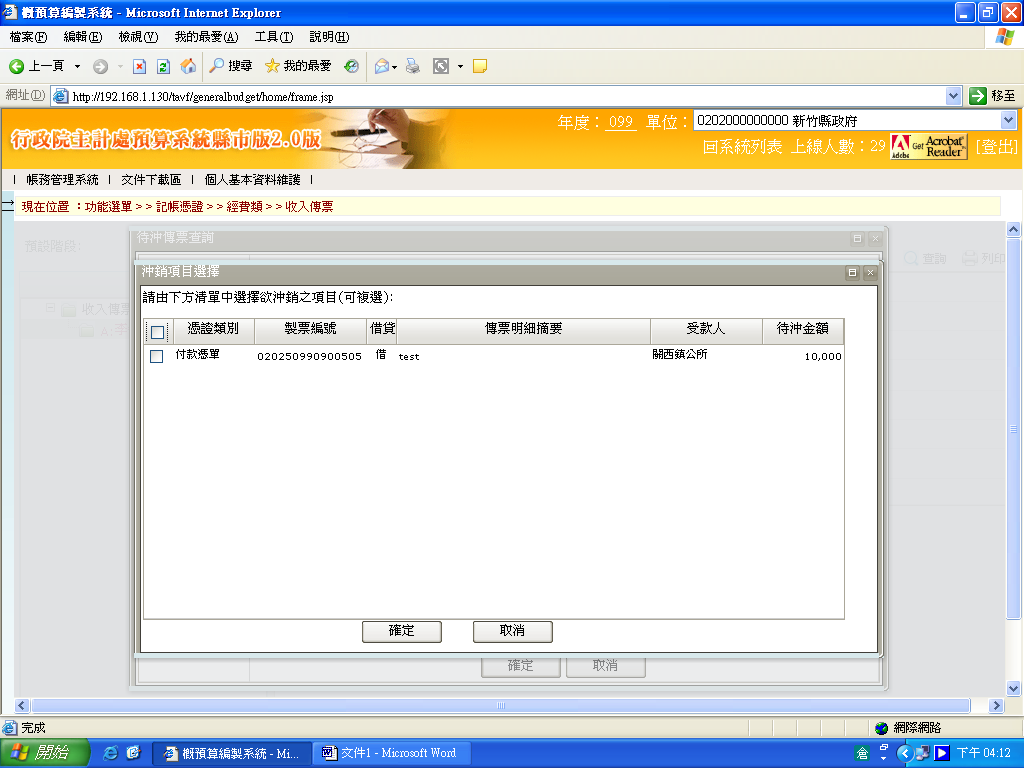 概預算編製系統 - Microsoft Internet Explorer
檔案(F) 編輯(E) 檢視(V) 我的最愛(A) 工具(T) 說明(H)
上一頁 搜尋 我的最愛
網址(D) http://192.168.1.130/tavf/generalbudget/home/frame.jsp 移至
行政院主計處預算系統縣市版2.0版
年度： 099 單位： 0202000000000 新竹縣政府
回系統列表 上線人數：29 Adobe Get Acrobat Reader [登出]
| 帳務管理系統 | 文件下載區 | 個人基本資料維護 |
現在位置 ：功能選單 > > 記帳憑證 > > 經費類 > > 收入傳票
待沖傳票查詢
預設階段:
查詢 列印
沖銷項目選擇
收入傳票
請由下方清單中選擇欲沖銷之項目(可複選):
憑證類別 製票編號 借貸 傳票明細摘要 受款人 待沖金額
付款憑單 020250990900505 借 test 關西鎮公所 10,000
確定 取消
確定 取消
完成 網際網路
開始 概預算編製系統 - Mi... 文件1 - Microsoft Word 倉 下午 04:12